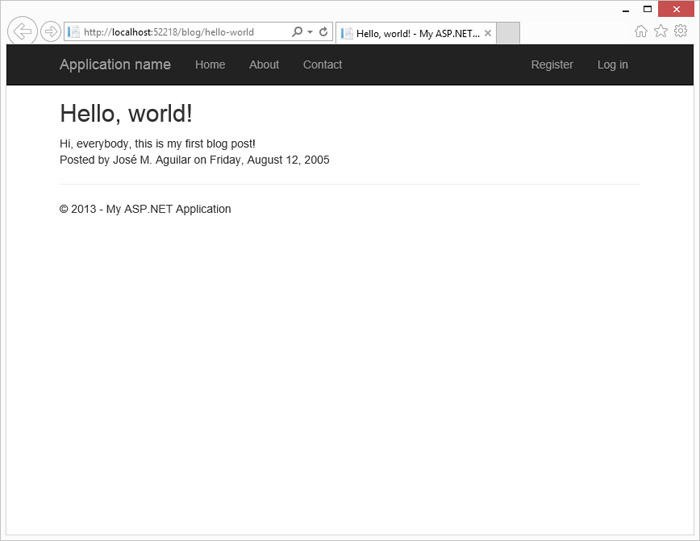 http://localhost:52218/blog/hello-world
Hello, world! - My ASP.NET...
Application name Home About Contact Register Log in
Hello, world!
Hi, everybody, this is my first blog post!
Posted by José M. Aguilar on Friday, August 12, 2005
© 2013 - My ASP.NET Application